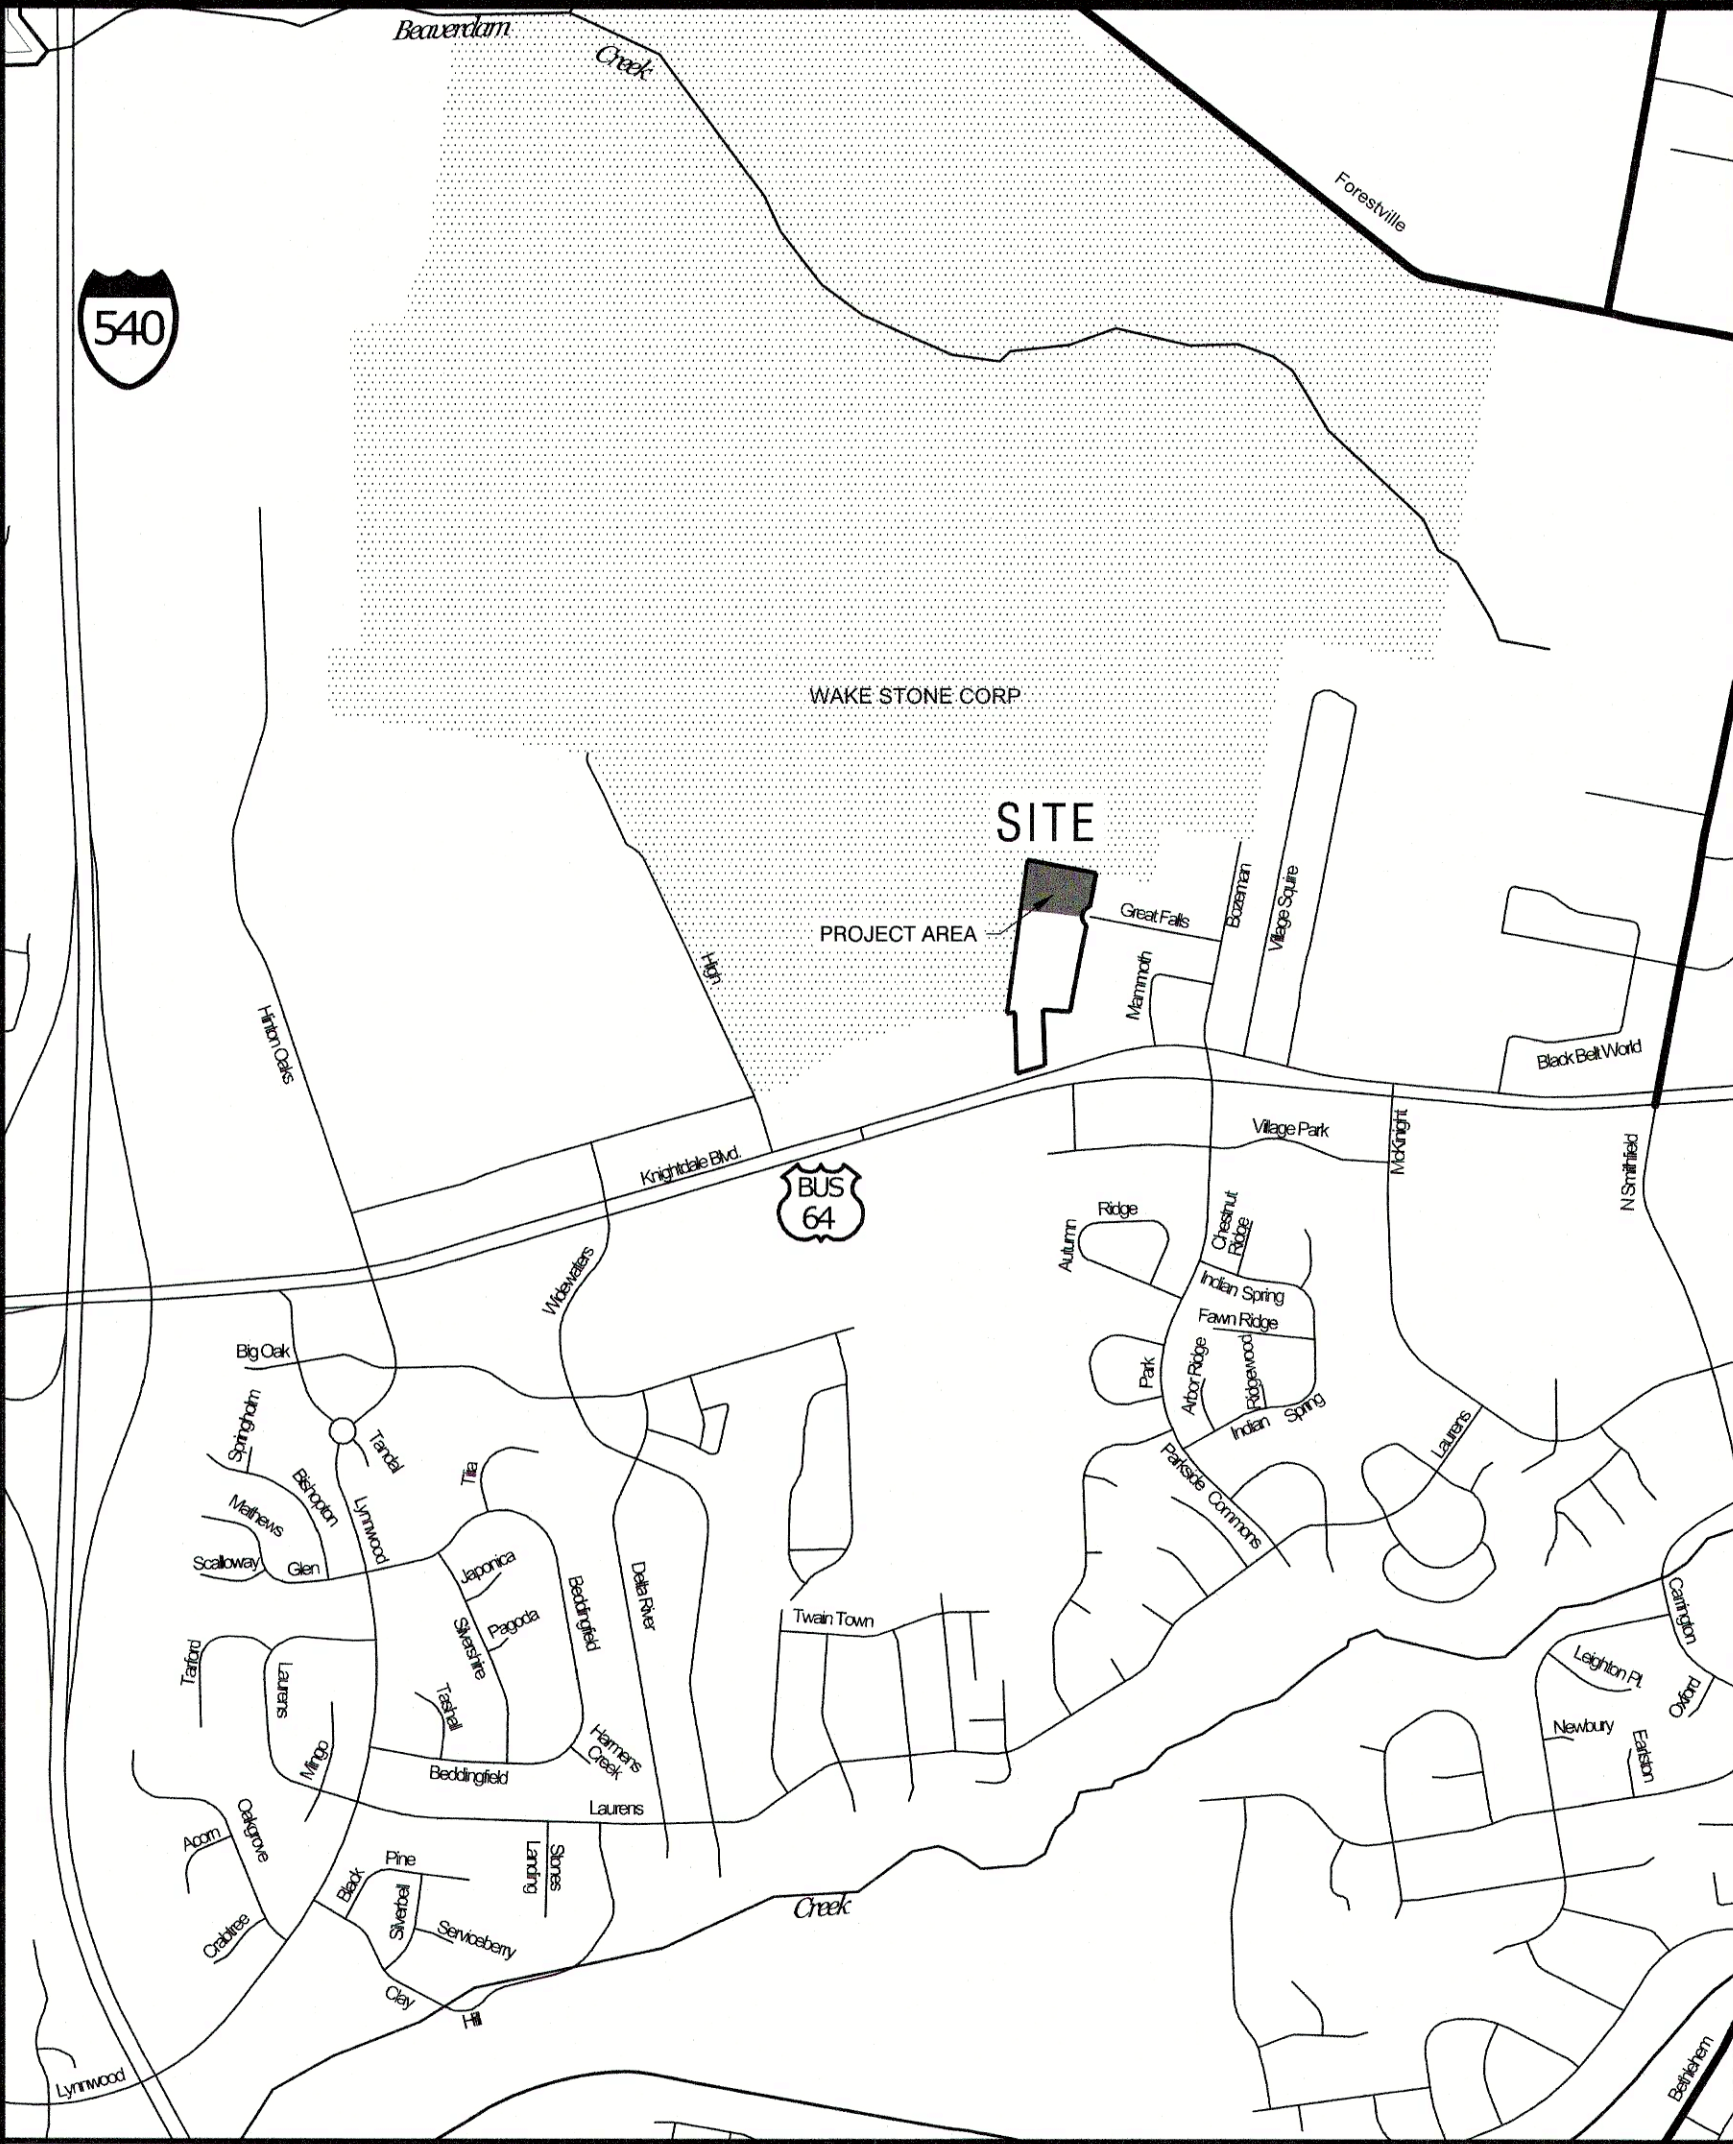 Beaverdam
Creek
Forestville
540
WAKE STONE CORP
SITE
PROJECT AREA
Great Falls
Bozeman
Village Squire
Mammoth
High
Hinton Oaks
Black Belt World
Village Park
McKnight
N Smithfield
Knightdale Blvd.
BUS
64
Widewaters
Autumn
Ridge
Chestnut
Ridge
Indian Spring
Fawn Ridge
Park
Arbor Ridge
Ridgewood
Indian Spring
Laurens
Parkside Commons
Big Oak
Springholm
Tandal
Bishopton
Mathews
Lynnwood
Scalloway
Glen
Tilia
Japonica
Pagoda
Silvershire
Beddingfield
Delta River
Twain Town
Tarford
Laurens
Mingo
Tashell
Harmens
Creek
Beddingfield
Laurens
Carrington
Leighton Pl.
Oxford
Newbury
Earlston
Oakgrove
Acorn
Crabtree
Black
Pine
Silverbell
Serviceberry
Stones
Landing
Clay
Hill
Creek
Lynnwood
Bethlehem